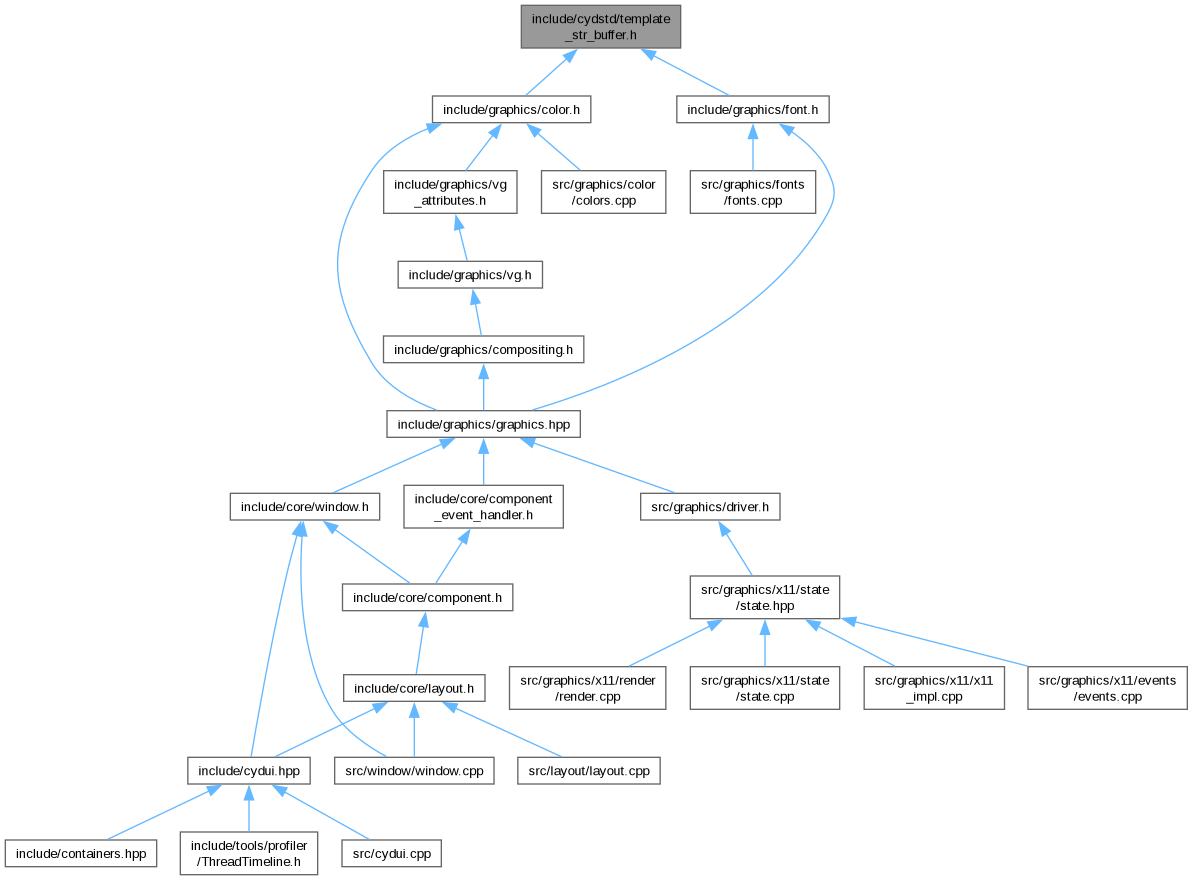 include/cydstd/template
_str_buffer.h
include/graphics/color.h
include/graphics/font.h
include/graphics/vg
_attributes.h
src/graphics/color
/colors.cpp
src/graphics/fonts
/fonts.cpp
include/graphics/vg.h
include/graphics/compositing.h
include/graphics/graphics.hpp
include/core/window.h
include/core/component
_event_handler.h
src/graphics/driver.h
include/core/component.h
src/graphics/x11/state
/state.hpp
include/core/layout.h
src/graphics/x11/render
/render.cpp
src/graphics/x11/state
/state.cpp
src/graphics/x11/x11
_impl.cpp
src/graphics/x11/events
/events.cpp
include/cydui.hpp
src/window/window.cpp
src/layout/layout.cpp
include/containers.hpp
include/tools/profiler
/ThreadTimeline.h
src/cydui.cpp